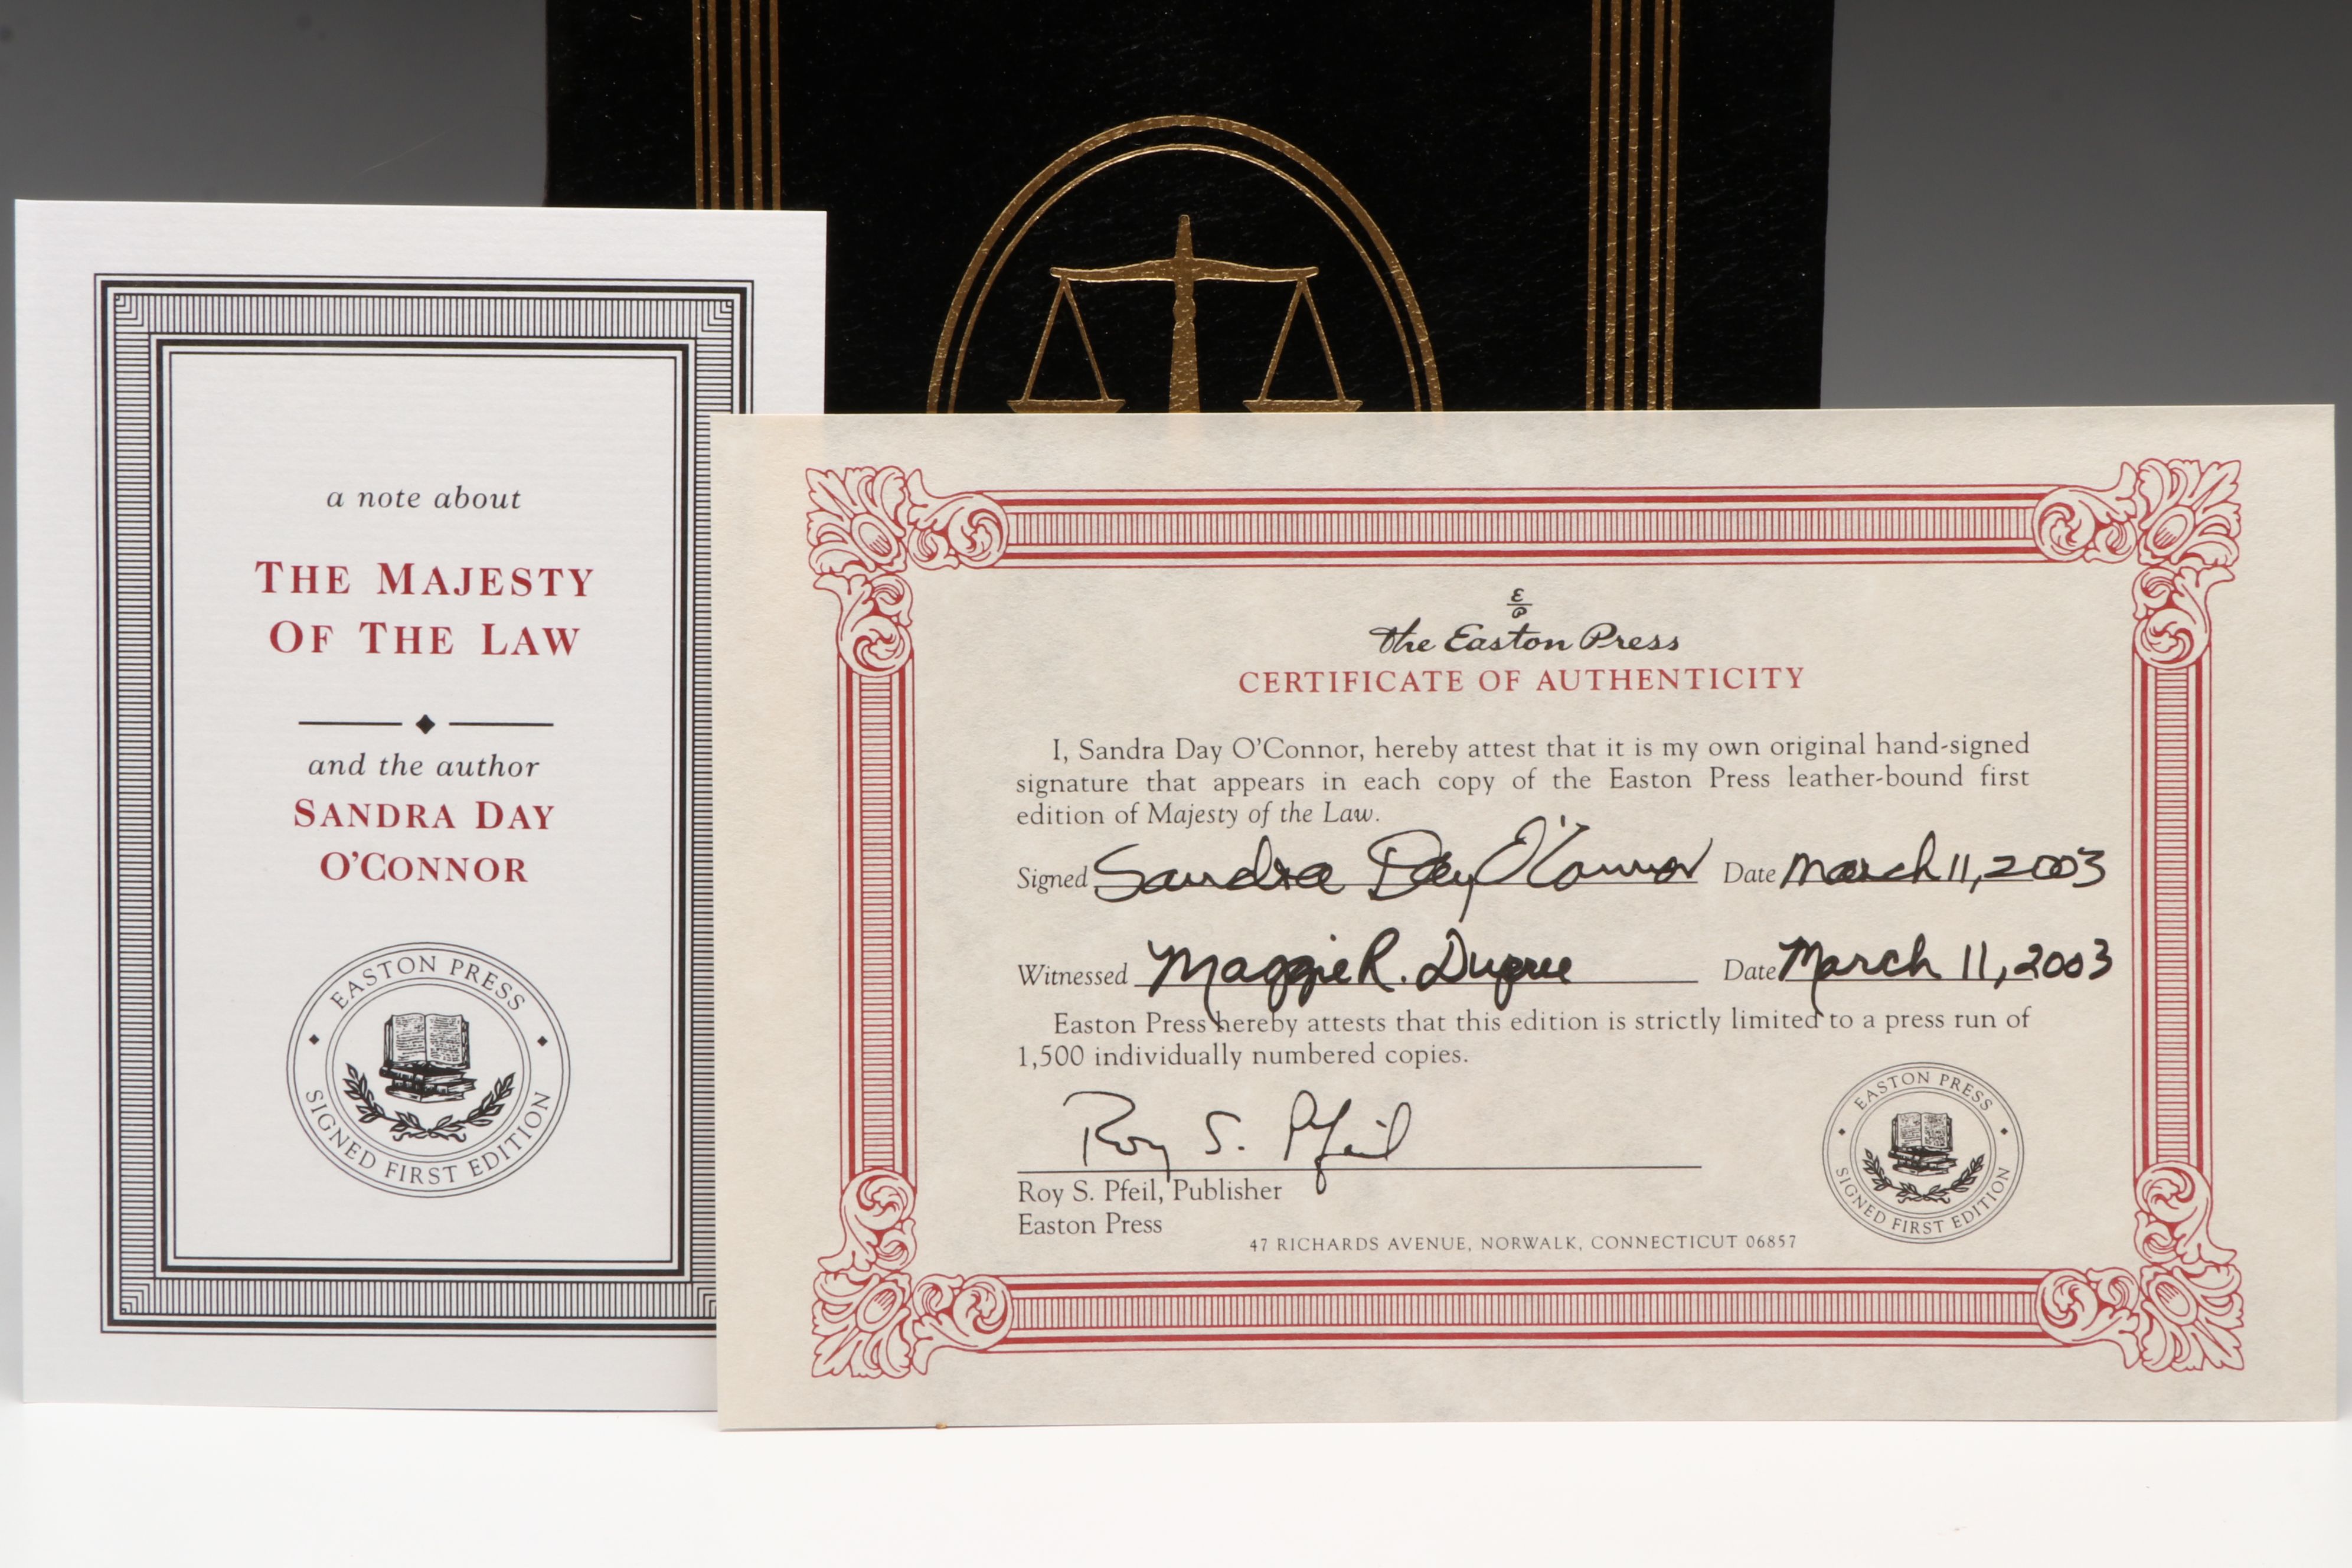 a note about
THE MAJESTY
OF THE LAW
and the author
SANDRA DAY
O'CONNOR
EASTON PRESS
SIGNED FIRST EDITION
E
P
the Easton Press
CERTIFICATE OF AUTHENTICITY
I, Sandra Day O'Connor, hereby attest that it is my own original hand-signed
signature that appears in each copy of the Easton Press leather-bound first
edition of Majesty of the Law.
Signed Sandra Day O'Connor Date March 11, 2003
Witnessed Maggie R. Dupree Date March 11, 2003
Easton Press hereby attests that this edition is strictly limited to a press run of
1,500 individually numbered copies.
Roy S. Pfeil
Roy S. Pfeil, Publisher
Easton Press
47 RICHARDS AVENUE, NORWALK, CONNECTICUT 06857
EASTON PRESS
SIGNED FIRST EDITION